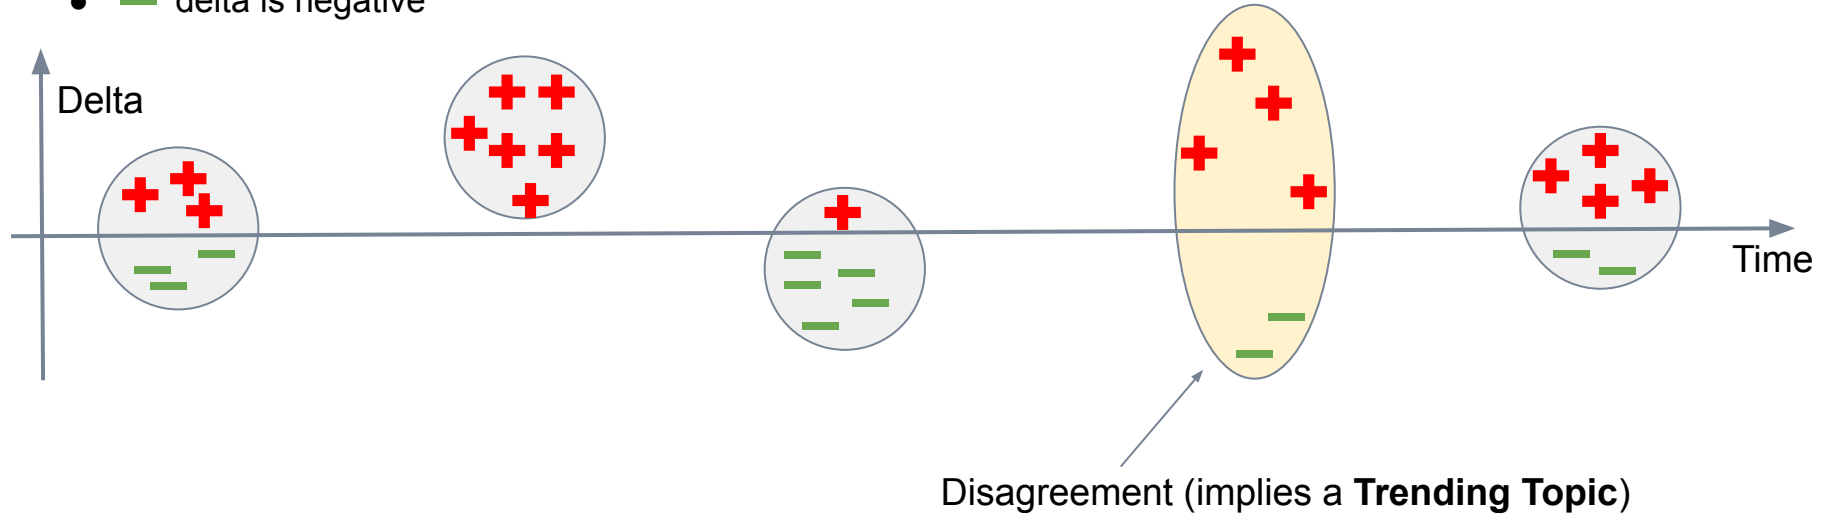 ● delta is negative
Delta
Time
Disagreement (implies a Trending Topic)